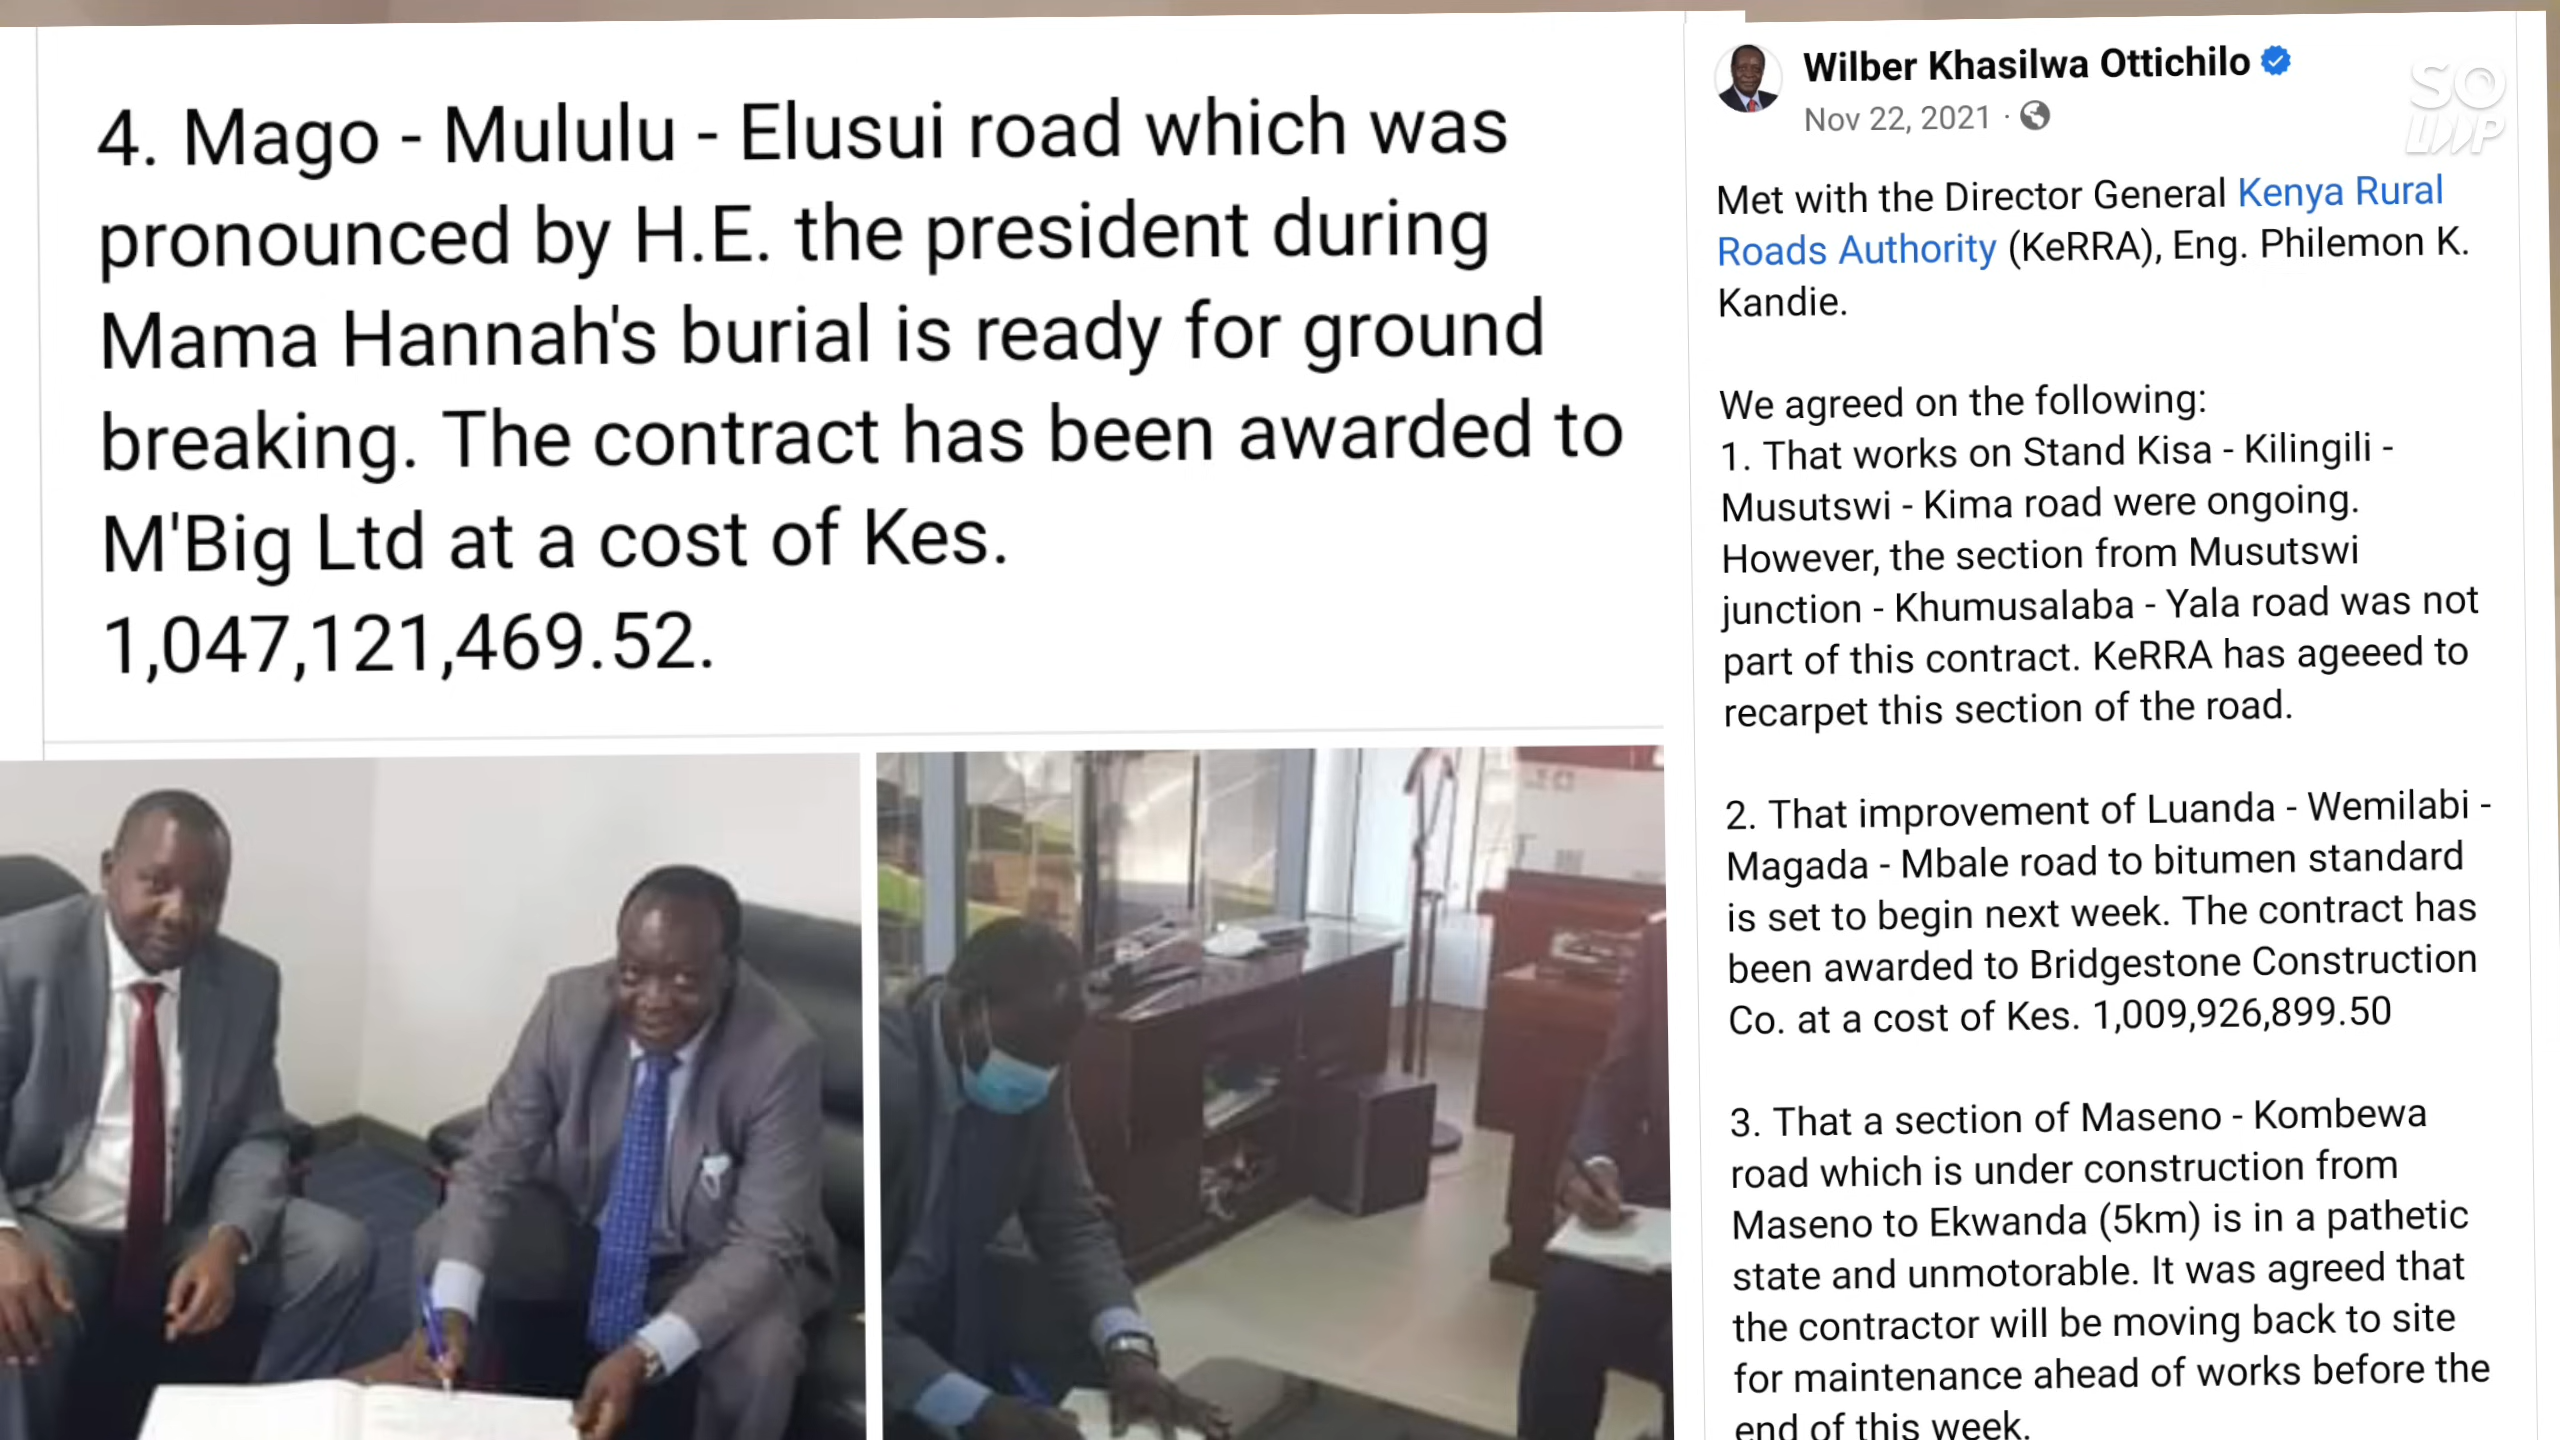 4. Mago - Mululu - Elusui road which was
pronounced by H.E. the president during
Mama Hannah's burial is ready for ground
breaking. The contract has been awarded to
M'Big Ltd at a cost of Kes.
1,047,121,469.52.
Wilber Khasilwa Ottichilo
Nov 22, 2021 ·
Met with the Director General Kenya Rural
Roads Authority (KeRRA), Eng. Philemon K.
Kandie.
We agreed on the following:
1. That works on Stand Kisa - Kilingili -
Musutswi - Kima road were ongoing.
However, the section from Musutswi
junction - Khumusalaba - Yala road was not
part of this contract. KeRRA has ageeed to
recarpet this section of the road.
2. That improvement of Luanda - Wemilabi -
Magada - Mbale road to bitumen standard
is set to begin next week. The contract has
been awarded to Bridgestone Construction
Co. at a cost of Kes. 1,009,926,899.50
3. That a section of Maseno - Kombewa
road which is under construction from
Maseno to Ekwanda (5km) is in a pathetic
state and unmotorable. It was agreed that
the contractor will be moving back to site
for maintenance ahead of works before the
end of this week.
SO
LMP